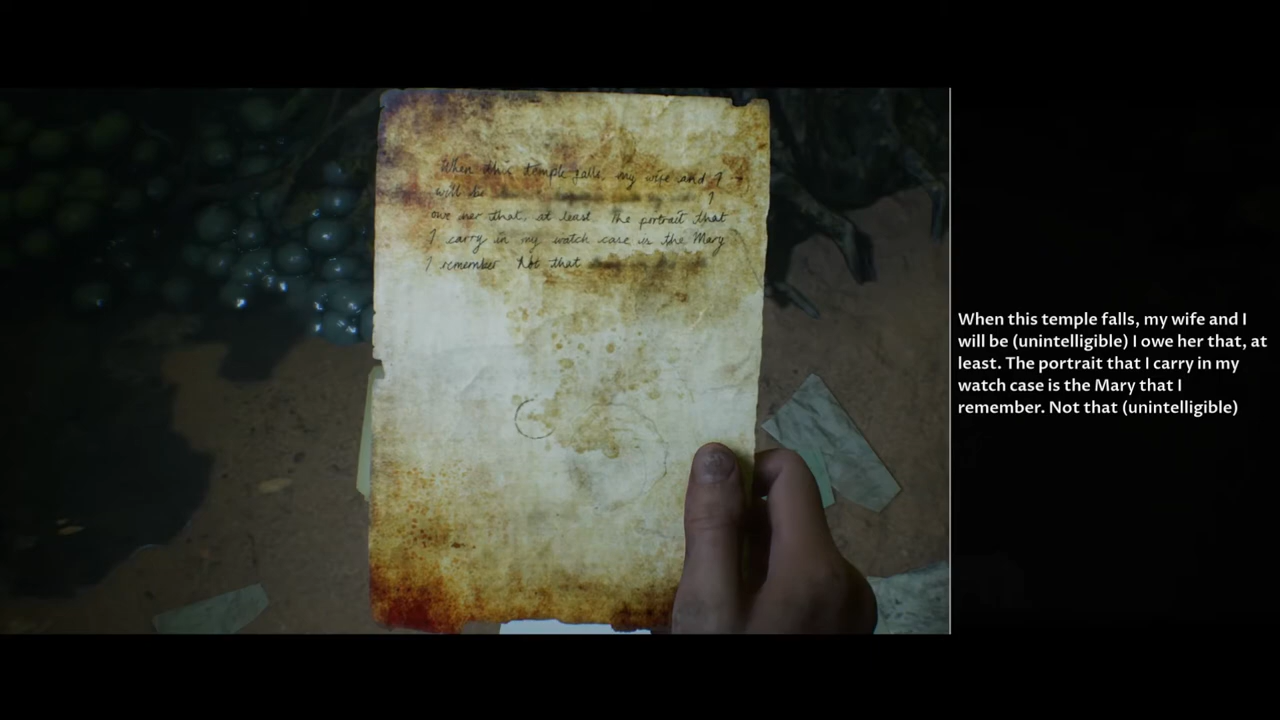 When this temple falls, my wife and I
will be I
owe her that, at least. The portrait that
I carry in my watch case is the Mary
I remember. Not that
When this temple falls, my wife and I
will be (unintelligible) I owe her that, at
least. The portrait that I carry in my
watch case is the Mary that I
remember. Not that (unintelligible)